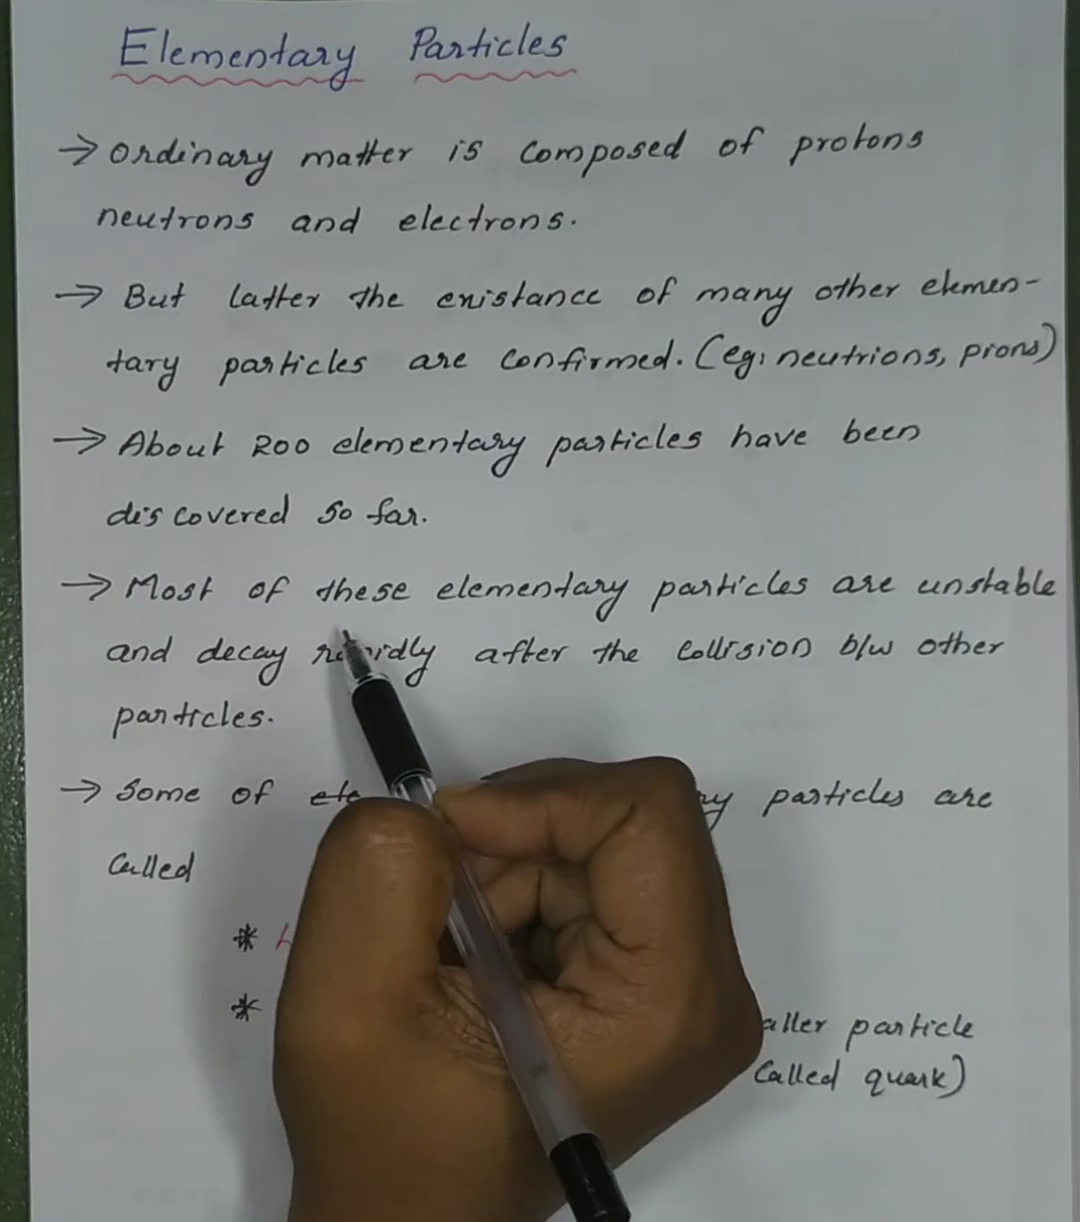 Elementary Particles
→ Ordinary matter is composed of protons
neutrons and electrons.
→ But latter the existance of many other elemen-
tary particles are confirmed. (eg: neutrions, pions)
→ About 200 elementary particles have been
discovered so far.
→ Most of these elementary particles are unstable
and decay after the collision b/w other
particles.
→ Some of particles are
called
*
* particle
called quark)